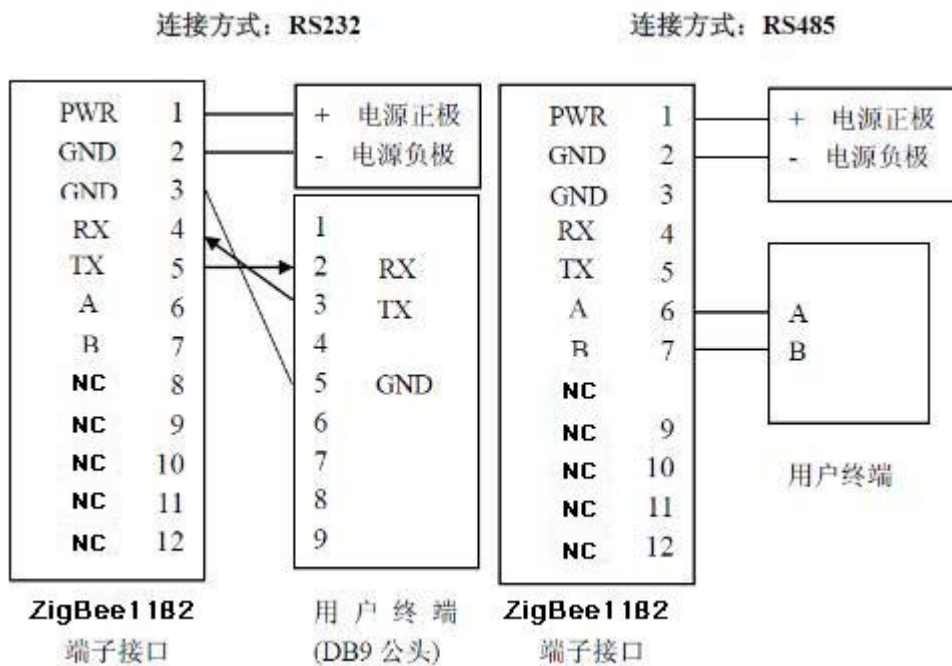 连接方式：RS232
PWR 1
GND 2
GND 3
RX 4
TX 5
A 6
B 7
NC 8
NC 9
NC 10
NC 11
NC 12
+ 电源正极
- 电源负极
1
2 RX
3 TX
4
5 GND
6
7
8
9
ZigBee1182
端子接口
用户终端
(DB9 公头)
连接方式：RS485
PWR 1
GND 2
GND 3
RX 4
TX 5
A 6
B 7
NC
NC 9
NC 10
NC 11
NC 12
+ 电源正极
- 电源负极
A
B
用户终端
ZigBee1182
端子接口